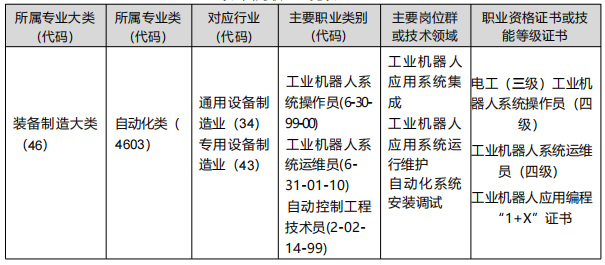 所属专业大类
(代码)
所属专业类
(代码)
对应行业
(代码)
主要职业类别
(代码)
主要岗位群
或技术领域
职业资格证书或技
能等级证书
装备制造大类
（46）
自动化类（
4603）
通用设备制
造业（34）
专用设备制
造业（43）
工业机器人系
统操作员(6-30-
99-00)
工业机器人系
统运维员(6-
31-01-10)
自动控制工程
技术员(2-02-
14-99)
工业机器人
应用系统集
成
工业机器人
应用系统运
行维护
自动化系统
安装调试
电工（三级）工业机
器人系统操作员（四
级）
工业机器人系统运维
员（四级）
工业机器人应用编程
“1+X”证书